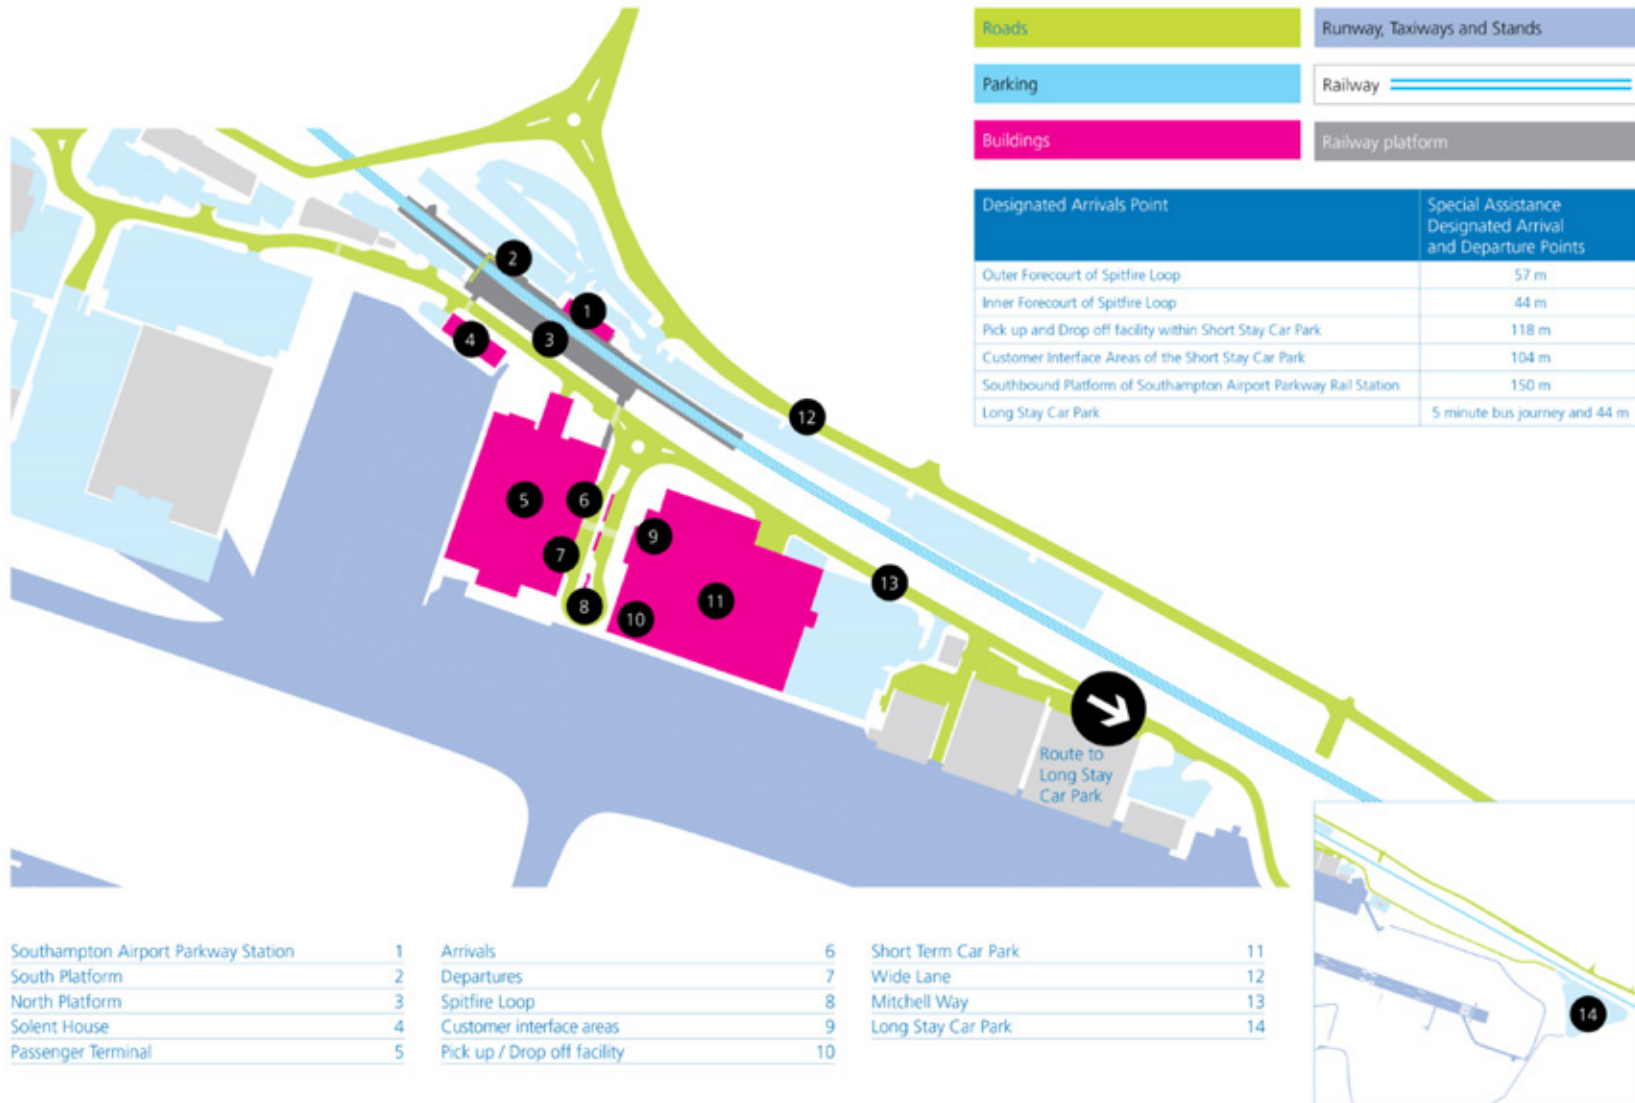 Roads
Runway, Taxiways and Stands
Parking
Railway
Buildings
Railway platform
Designated Arrivals Point
Special Assistance
Designated Arrival
and Departure Points
Outer Forecourt of Spitfire Loop 57 m
Inner Forecourt of Spitfire Loop 44 m
Pick up and Drop off facility within Short Stay Car Park 118 m
Customer Interface Areas of the Short Stay Car Park 104 m
Southbound Platform of Southampton Airport Parkway Rail Station 150 m
Long Stay Car Park 5 minute bus journey and 44 m
2
1
4
3
12
5
6
9
7
13
11
8
10
Route to
Long Stay
Car Park
14
Southampton Airport Parkway Station 1
South Platform 2
North Platform 3
Solent House 4
Passenger Terminal 5
Arrivals 6
Departures 7
Spitfire Loop 8
Customer interface areas 9
Pick up / Drop off facility 10
Short Term Car Park 11
Wide Lane 12
Mitchell Way 13
Long Stay Car Park 14